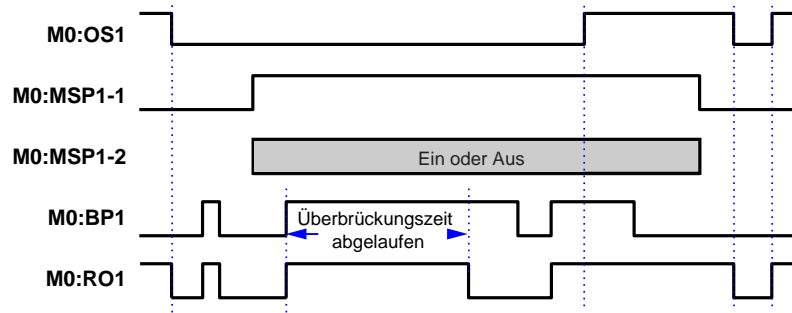 M0:OS1
M0:MSP1-1
M0:MSP1-2
Ein oder Aus
M0:BP1
Überbrückungszeit
abgelaufen
M0:RO1